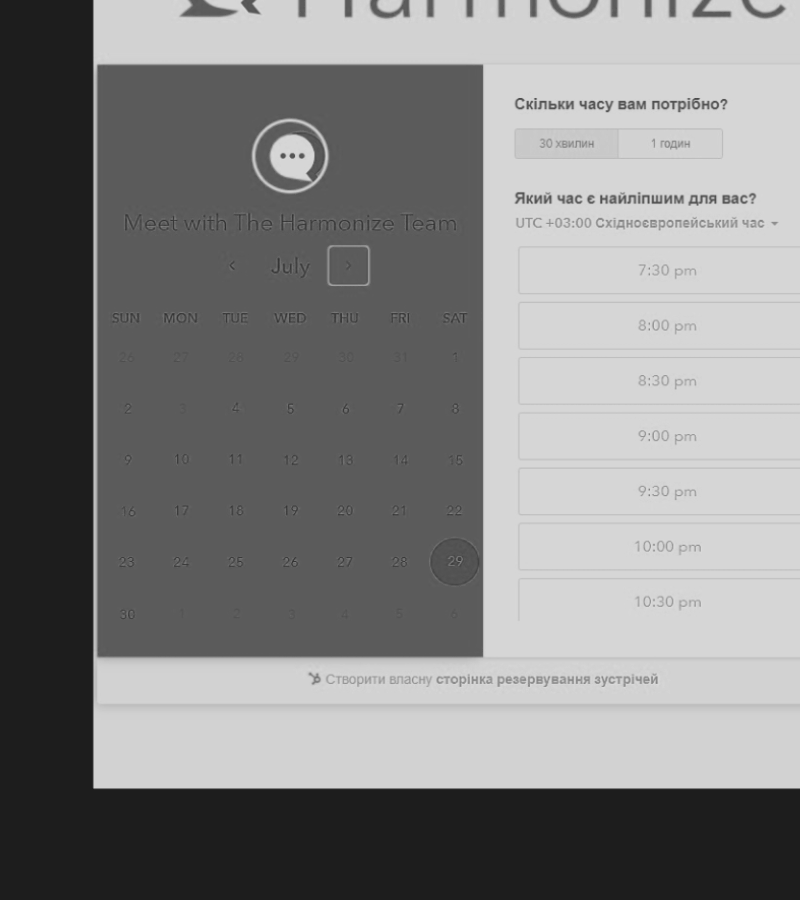 Harmonize
Meet with The Harmonize Team
July
SUN MON TUE WED THU FRI SAT
26 27 28 29 30 31 1
2 3 4 5 6 7 8
9 10 11 12 13 14 15
16 17 18 19 20 21 22
23 24 25 26 27 28 29
30 1 2 3 4 5 6
Скільки часу вам потрібно?
30 хвилин 1 годин
Який час є найліпшим для вас?
UTC +03:00 Східноєвропейський час
7:30 pm
8:00 pm
8:30 pm
9:00 pm
9:30 pm
10:00 pm
10:30 pm
Створити власну сторінка резервування зустрічей